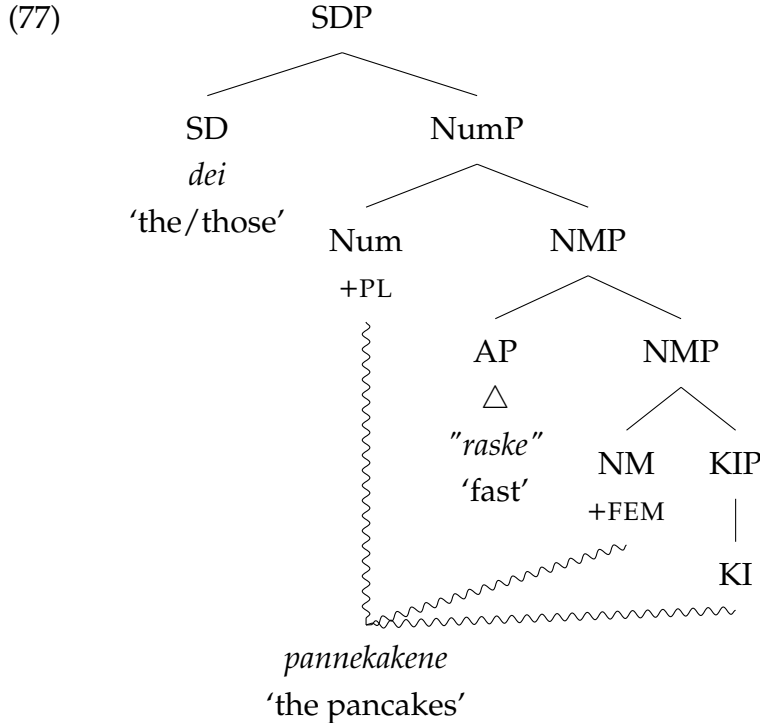 (77) SDP
SD NumP
dei
‘the/those’
Num NMP
+PL
AP NMP
"raske"
‘fast’
NM KIP
+FEM
KI
pannekakene
‘the pancakes’